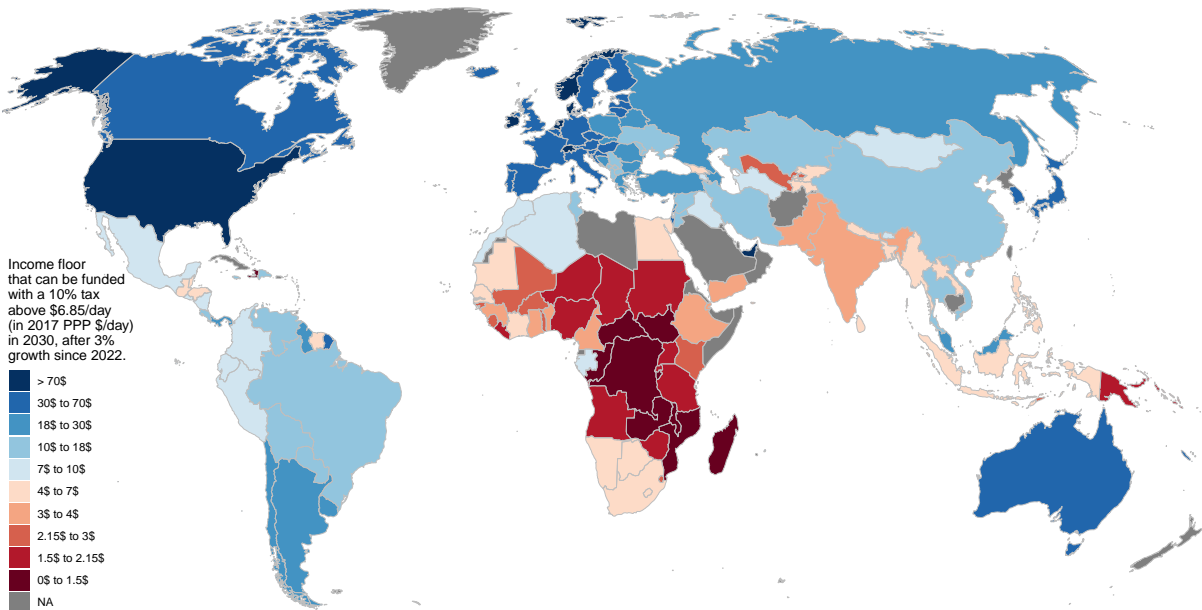 Income floor
that can be funded
with a 10% tax
above $6.85/day
(in 2017 PPP $/day)
in 2030, after 3%
growth since 2022.
> 70$
30$ to 70$
18$ to 30$
10$ to 18$
7$ to 10$
4$ to 7$
3$ to 4$
2.15$ to 3$
1.5$ to 2.15$
0$ to 1.5$
NA